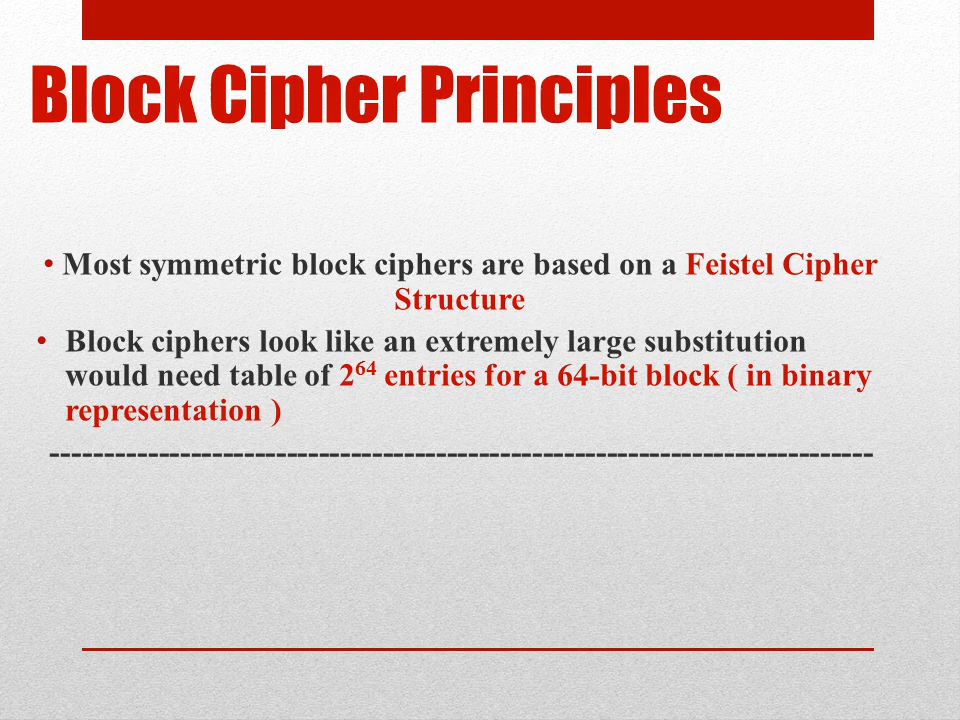 Block Cipher Principles
• Most symmetric block ciphers are based on a Feistel Cipher
Structure
• Block ciphers look like an extremely large substitution
would need table of 2⁶⁴ entries for a 64-bit block ( in binary
representation )
---------------------------------------------------------------------------